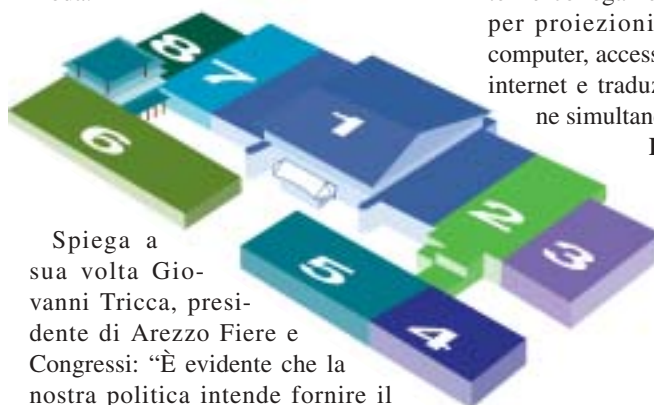 per proiezioni
computer, access
internet e traduz
ne simultan
8
7
1
6
2
3
5
4
Spiega a
sua volta Gio-
vanni Tricca, presi-
dente di Arezzo Fiere e
Congressi: “È evidente che la
nostra politica intende fornire il